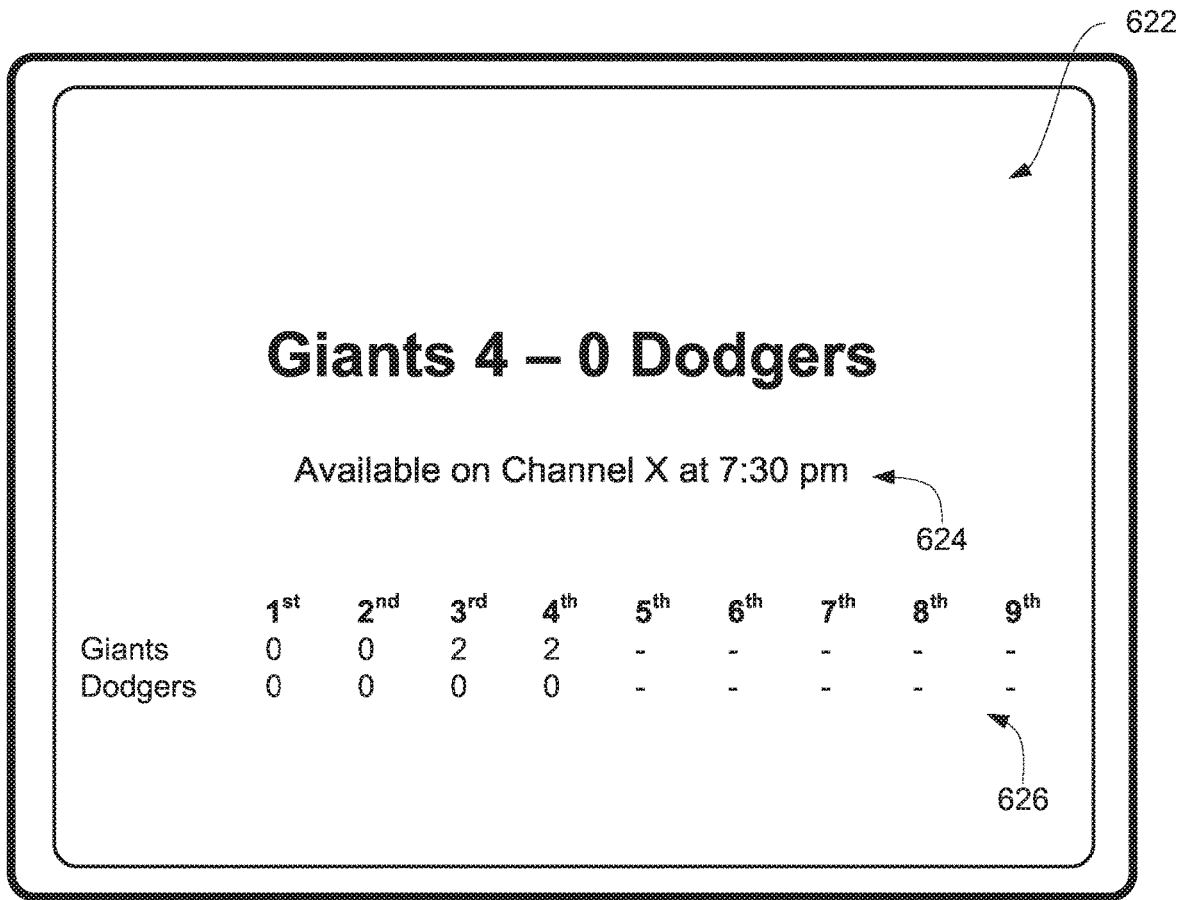 622
Giants 4 – 0 Dodgers
Available on Channel X at 7:30 pm
624
1st 2nd 3rd 4th 5th 6th 7th 8th 9th
Giants 0 0 2 2 - - - - -
Dodgers 0 0 0 0 - - - - -
626